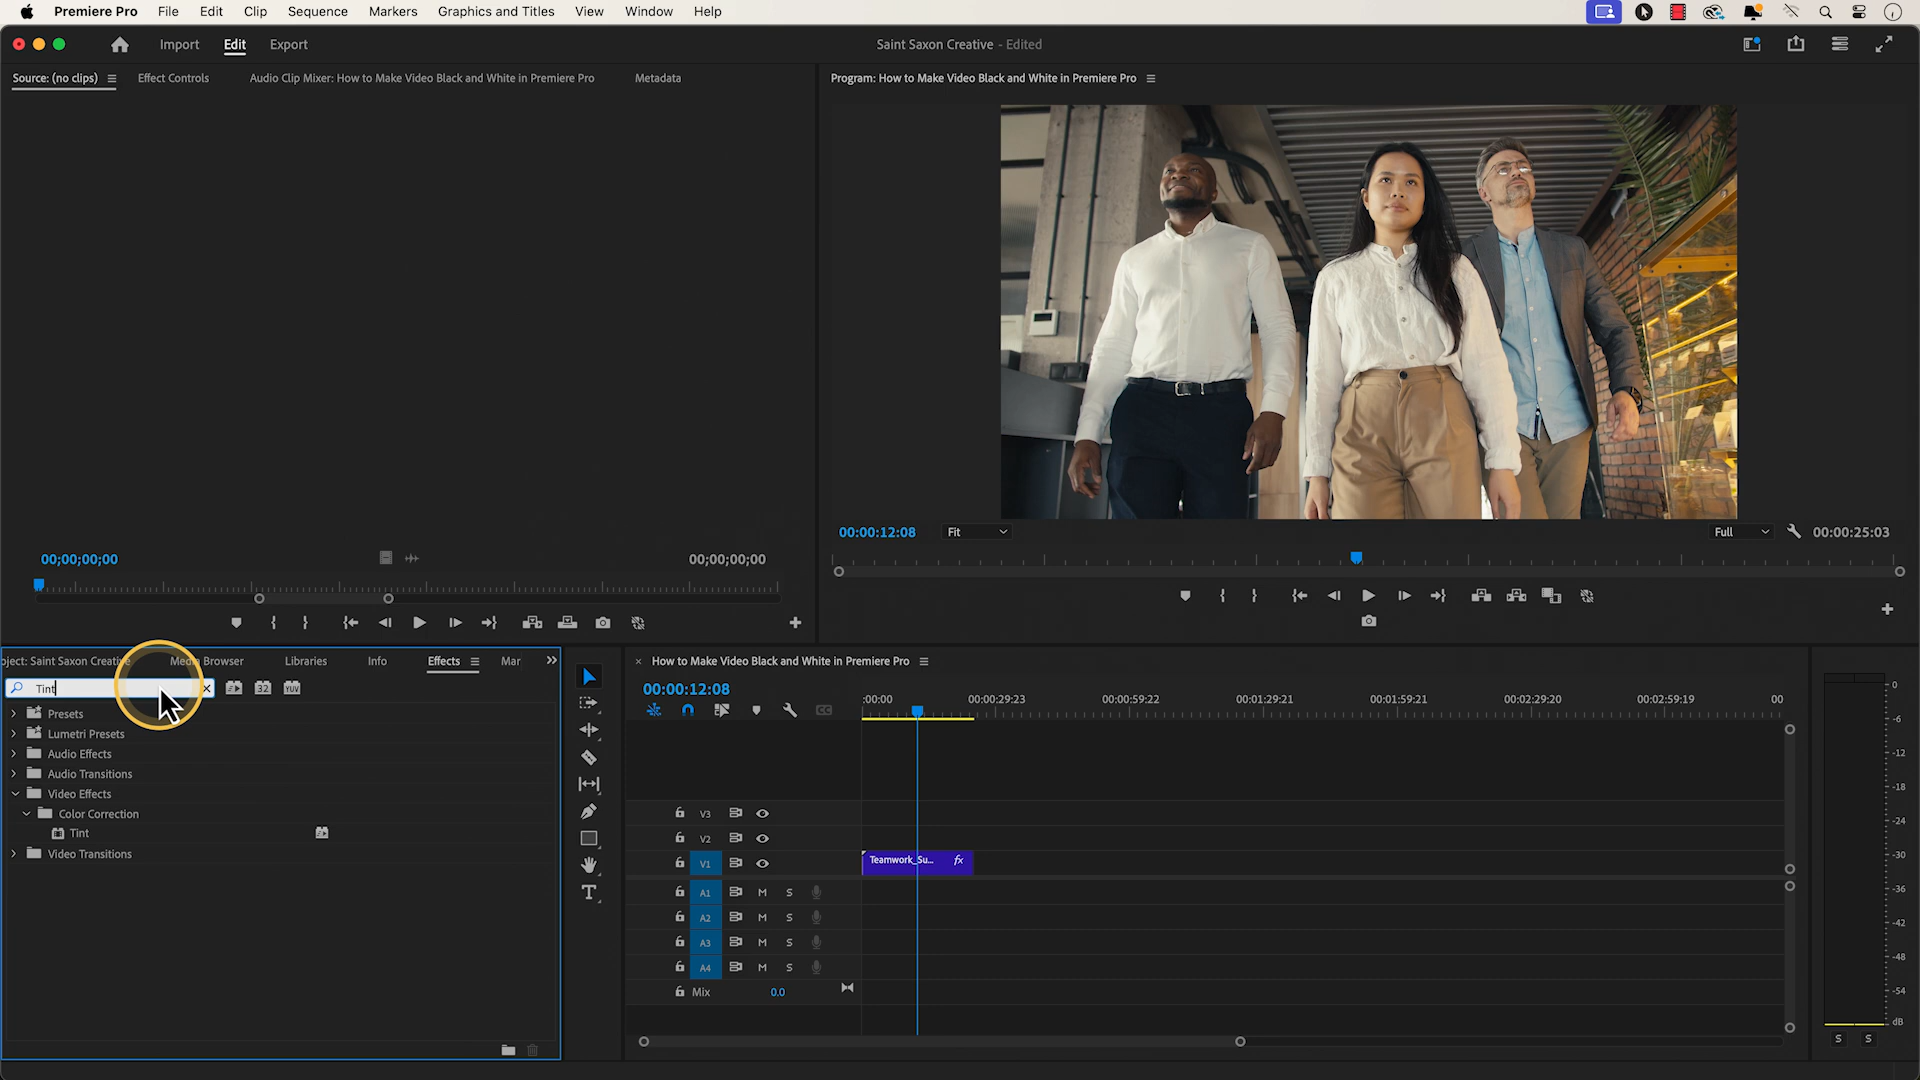 Premiere Pro File Edit Clip Sequence Markers Graphics and Titles View Window Help
Import Edit Export
Saint Saxon Creative - Edited
Source: (no clips) Effect Controls Audio Clip Mixer: How to Make Video Black and White in Premiere Pro Metadata
Program: How to Make Video Black and White in Premiere Pro
00:00:12:08 Fit Full 00:00:25:03
00;00;00;00 00;00;00;00
oject: Saint Saxon Creative Media Browser Libraries Info Effects Mar
Tint 32 YUV
Presets
Lumetri Presets
Audio Effects
Audio Transitions
Video Effects
Color Correction
Tint
Video Transitions
How to Make Video Black and White in Premiere Pro
00:00:12:08
:00:00 00:00:29:23 00:00:59:22 00:01:29:21 00:01:59:21 00:02:29:20 00:02:59:19 00
CC
V3
V2
V1 Teamwork_Su... fx
A1 M S
A2 M S
A3 M S
A4 M S
Mix 0.0
0
-6
-12
-18
-24
-30
-36
-42
-48
-54
dB
S S